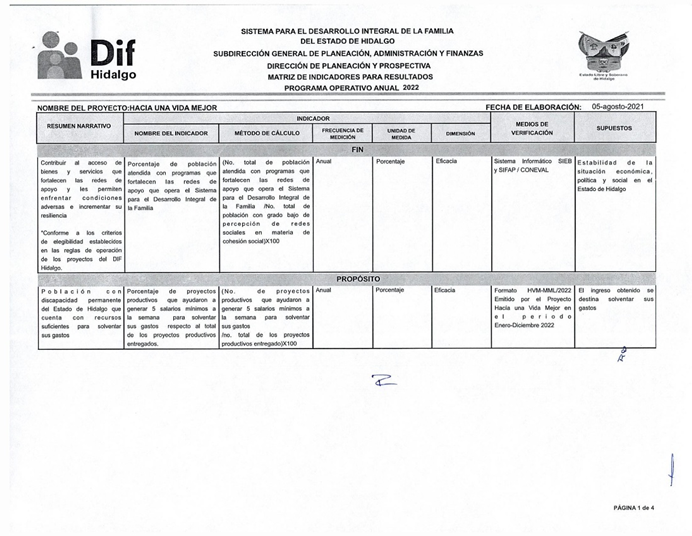 SISTEMA PARA EL DESARROLLO INTEGRAL DE LA FAMILIA
DEL ESTADO DE HIDALGO
SUBDIRECCIÓN GENERAL DE PLANEACIÓN, ADMINISTRACIÓN Y FINANZAS
DIRECCIÓN DE PLANEACIÓN Y PROSPECTIVA
MATRIZ DE INDICADORES PARA RESULTADOS
PROGRAMA OPERATIVO ANUAL 2022
Dif
Hidalgo
Estado Libre y Soberano
de Hidalgo
NOMBRE DEL PROYECTO:HACIA UNA VIDA MEJOR
FECHA DE ELABORACIÓN: 05-agosto-2021
RESUMEN NARRATIVO
INDICADOR
NOMBRE DEL INDICADOR
MÉTODO DE CÁLCULO
FRECUENCIA DE
MEDICIÓN
UNIDAD DE
MEDIDA
DIMENSIÓN
MEDIOS DE
VERIFICACIÓN
SUPUESTOS
FIN
Contribuir al acceso de
bienes y servicios que
fortalecen las redes de
apoyo y les permiten
enfrentar condiciones
adversas e incrementar su
resiliencia
*Conforme a los criterios
de elegibilidad establecidos
en las reglas de operación
de los proyectos del DIF
Hidalgo.
Porcentaje de población
atendida con programas que
fortalecen las redes de
apoyo que opera el Sistema
para el Desarrollo Integral de
la Familia
(No. total de población
atendida con programas que
fortalecen las redes de
apoyo que opera el Sistema
para el Desarrollo Integral de
la Familia /No. total de
población con grado bajo de
percepción de redes
sociales en materia de
cohesión social)X100
Anual
Porcentaje
Eficacia
Sistema Informático SIEB
y SIFAP / CONEVAL
Estabilidad de la
situación económica,
política y social en el
Estado de Hidalgo
PROPÓSITO
Población con
discapacidad permanente
del Estado de Hidalgo que
cuenta con recursos
suficientes para solventar
sus gastos
Porcentaje de proyectos
productivos que ayudaron a
generar 5 salarios mínimos a
la semana para solventar
sus gastos respecto al total
de los proyectos productivos
entregados.
(No. de proyectos
productivos que ayudaron a
generar 5 salarios mínimos a
la semana para solventar
sus gastos
/no. total de los proyectos
productivos entregado)X100
Anual
Porcentaje
Eficacia
Formato HVM-MML/2022
Emitido por el Proyecto
Hacia una Vida Mejor en
el periodo
Enero-Diciembre 2022
El ingreso obtenido se
destina solventar sus
gastos
PÁGINA 1 de 4